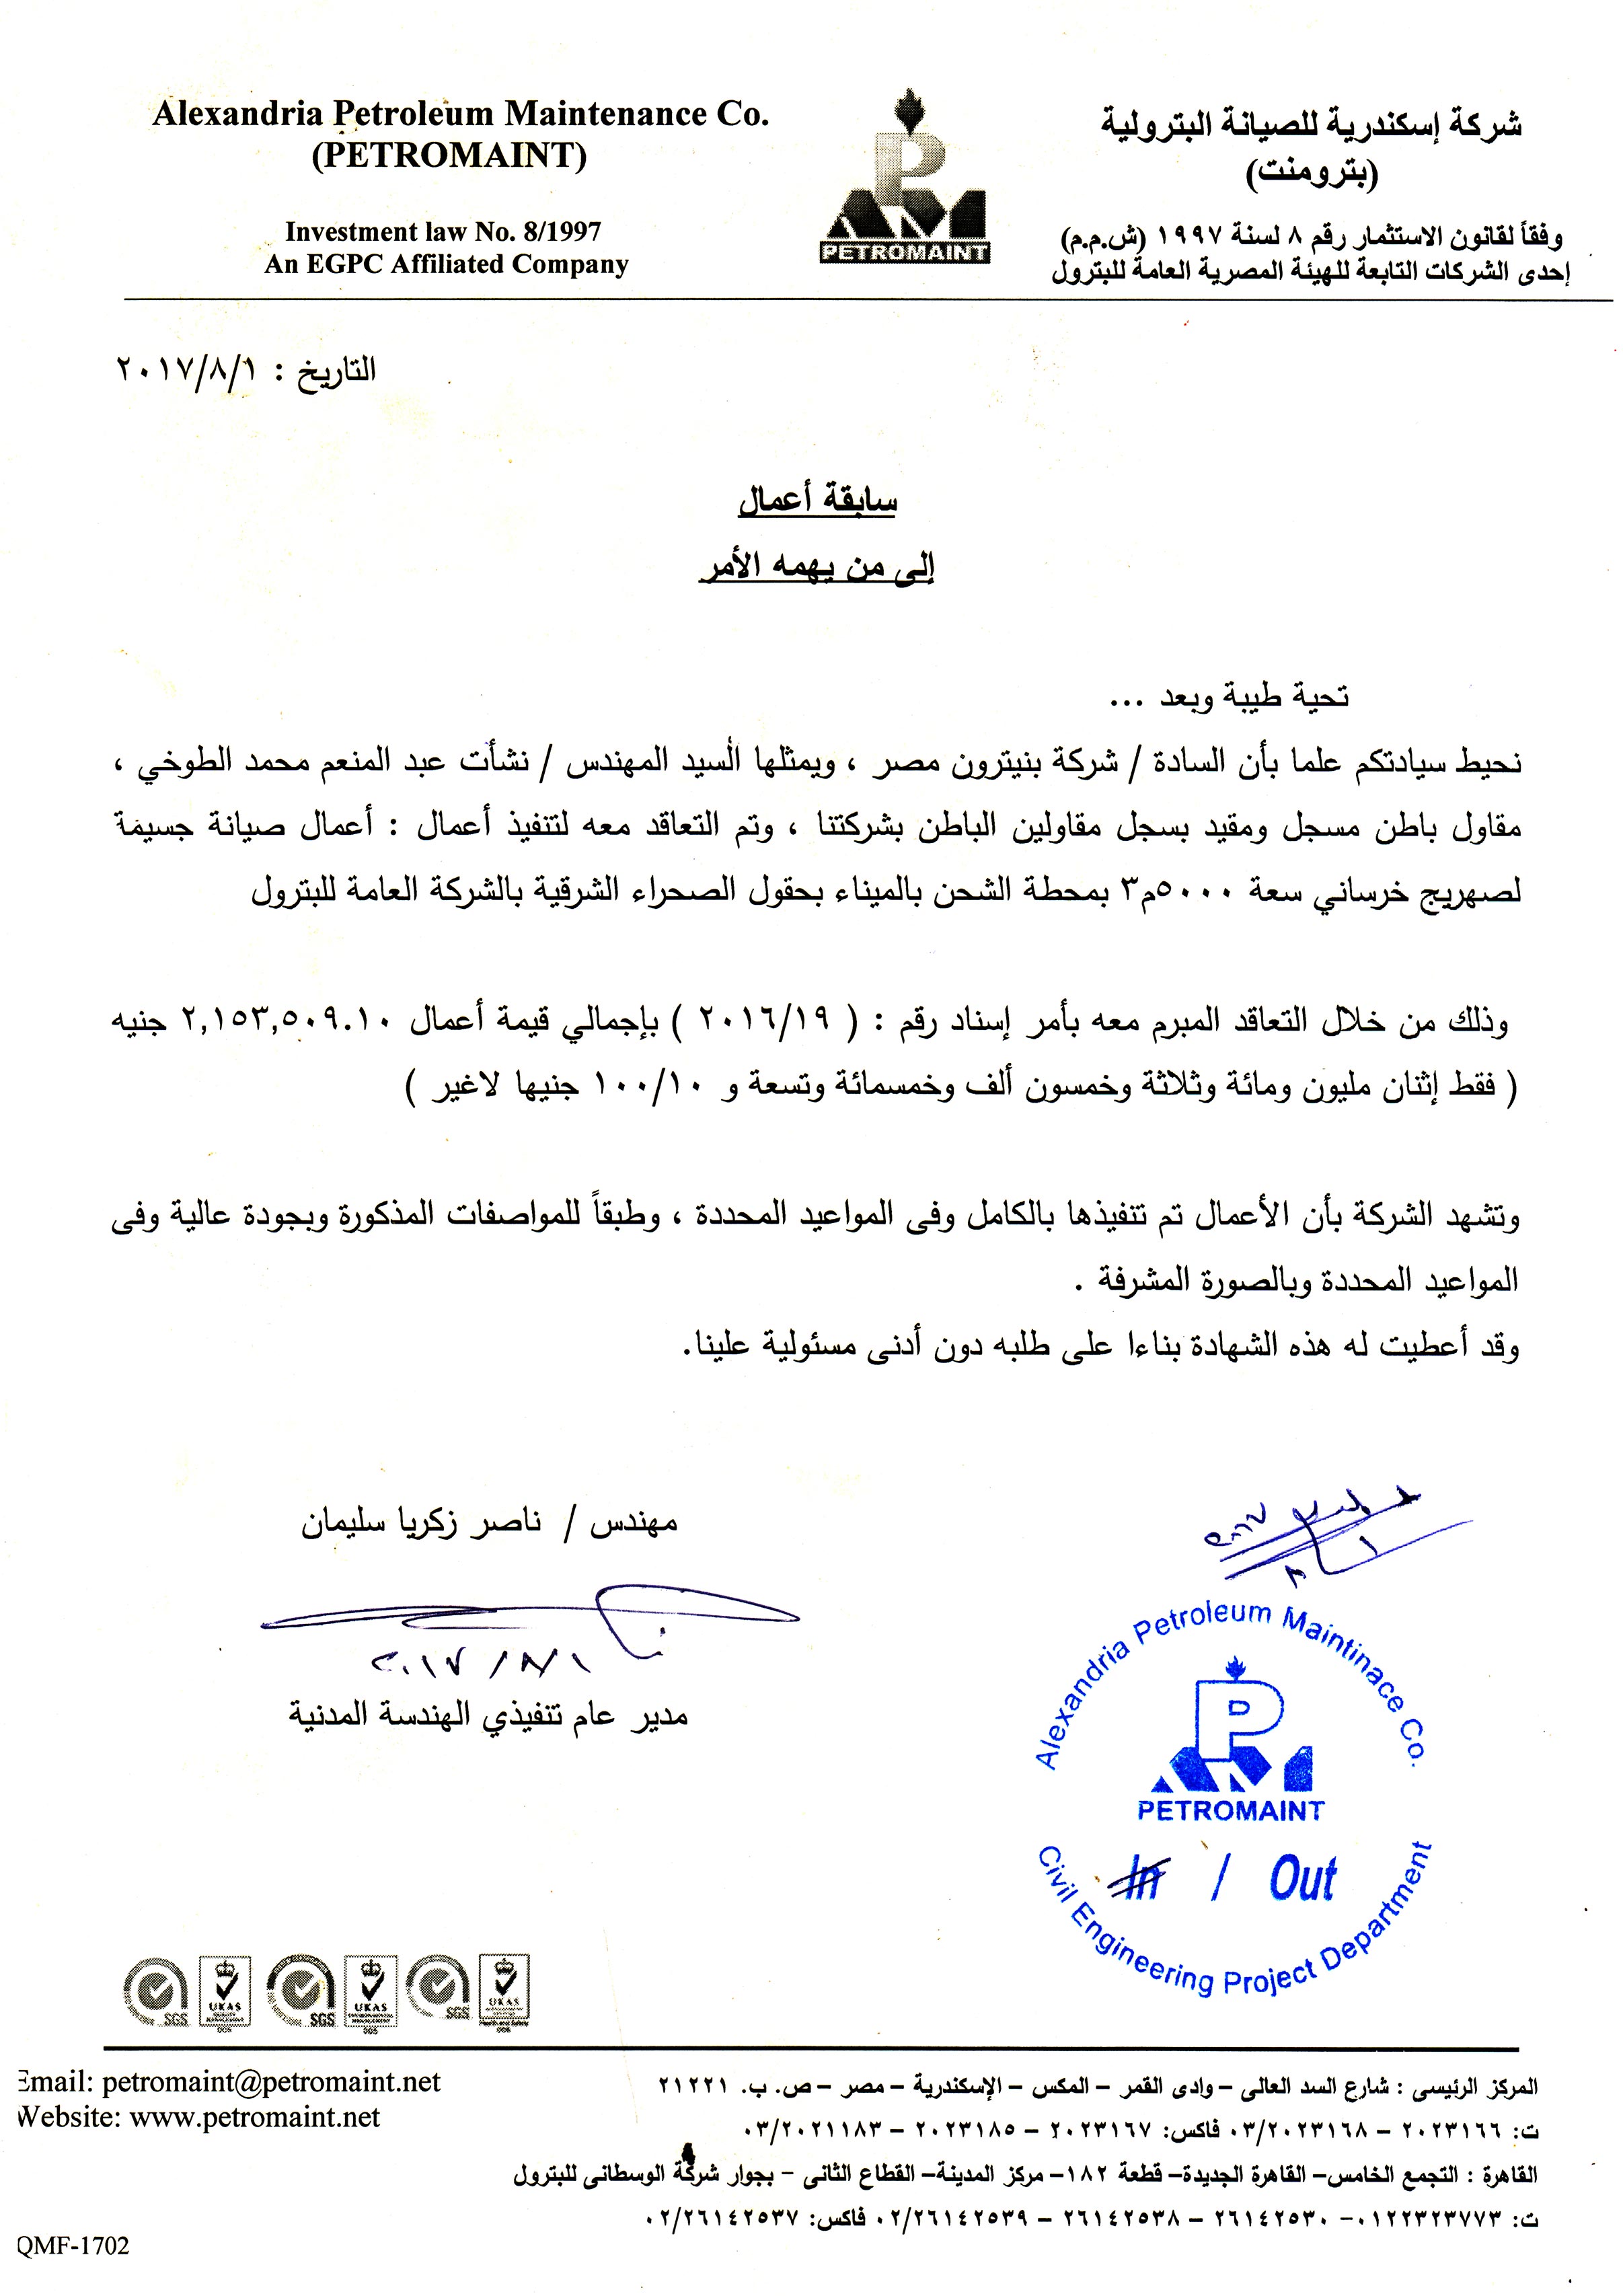 Alexandria Petroleum Maintenance Co.
(PETROMAINT)
Investment law No. 8/1997
An EGPC Affiliated Company
PAM
PETROMAINT
شركة إسكندرية للصيانة البترولية
(بترومنت)
وفقاً لقانون الاستثمار رقم ٨ لسنة ١٩٩٧ (ش.م.م)
إحدى الشركات التابعة للهيئة المصرية العامة للبترول
التاريخ : ٢٠١٧/٨/١
سابقة أعمال
إلى من يهمه الأمر
تحية طيبة وبعد ...
نحيط سيادتكم علما بأن السادة / شركة بنيترون مصر ، ويمثلها السيد المهندس / نشأت عبد المنعم محمد الطوخي ،
مقاول باطن مسجل ومقيد بسجل مقاولين الباطن بشركتنا ، وتم التعاقد معه لتنفيذ أعمال : أعمال صيانة جسيمة
لصهريج خرساني سعة ٥٠٠٠م٣ بمحطة الشحن بالميناء بحقول الصحراء الشرقية بالشركة العامة للبترول
وذلك من خلال التعاقد المبرم معه بأمر إسناد رقم : ( ٢٠١٦/١٩ ) بإجمالي قيمة أعمال ٢,١٥٣,٥٠٩.١٠ جنيه
( فقط إثنان مليون ومائة وثلاثة وخمسون ألف وخمسمائة وتسعة و ١٠٠/١٠ جنيها لاغير )
وتشهد الشركة بأن الأعمال تم تنفيذها بالكامل وفى المواعيد المحددة ، وطبقاً للمواصفات المذكورة وبجودة عالية وفى
المواعيد المحددة وبالصورة المشرفة .
وقد أعطيت له هذه الشهادة بناءا على طلبه دون أدنى مسئولية علينا.
مهندس / ناصر زكريا سليمان
٢٠١٧/٨/١
مدير عام تنفيذي الهندسة المدنية
Alexandria Petroleum Maintinace Co.
PAM
PETROMAINT
In / Out
Civil Engineering Project Department
SGS UKAS SGS UKAS SGS UKAS
Email: petromaint@petromaint.net
Website: www.petromaint.net
المركز الرئيسى : شارع السد العالى – وادى القمر – المكس – الإسكندرية – مصر – ص. ب. ٢١٢٢١
ت: ٢٠٢٣١٦٦ – ٠٣/٢٠٢٣١٦٨ فاكس: ٢٠٢٣١٦٧ – ٢٠٢٣١٨٥ – ٠٣/٢٠٢١١٨٣
القاهرة : التجمع الخامس– القاهرة الجديدة– قطعة ١٨٢– مركز المدينة– القطاع الثانى - بجوار شركة الوسطانى للبترول
ت: ٠١٢٢٣٢٣٧٧٣– ٢٦١٤٢٥٣٠ – ٢٦١٤٢٥٣٨ – ٠٢/٢٦١٤٢٥٣٩ فاكس: ٠٢/٢٦١٤٢٥٣٧
QMF-1702